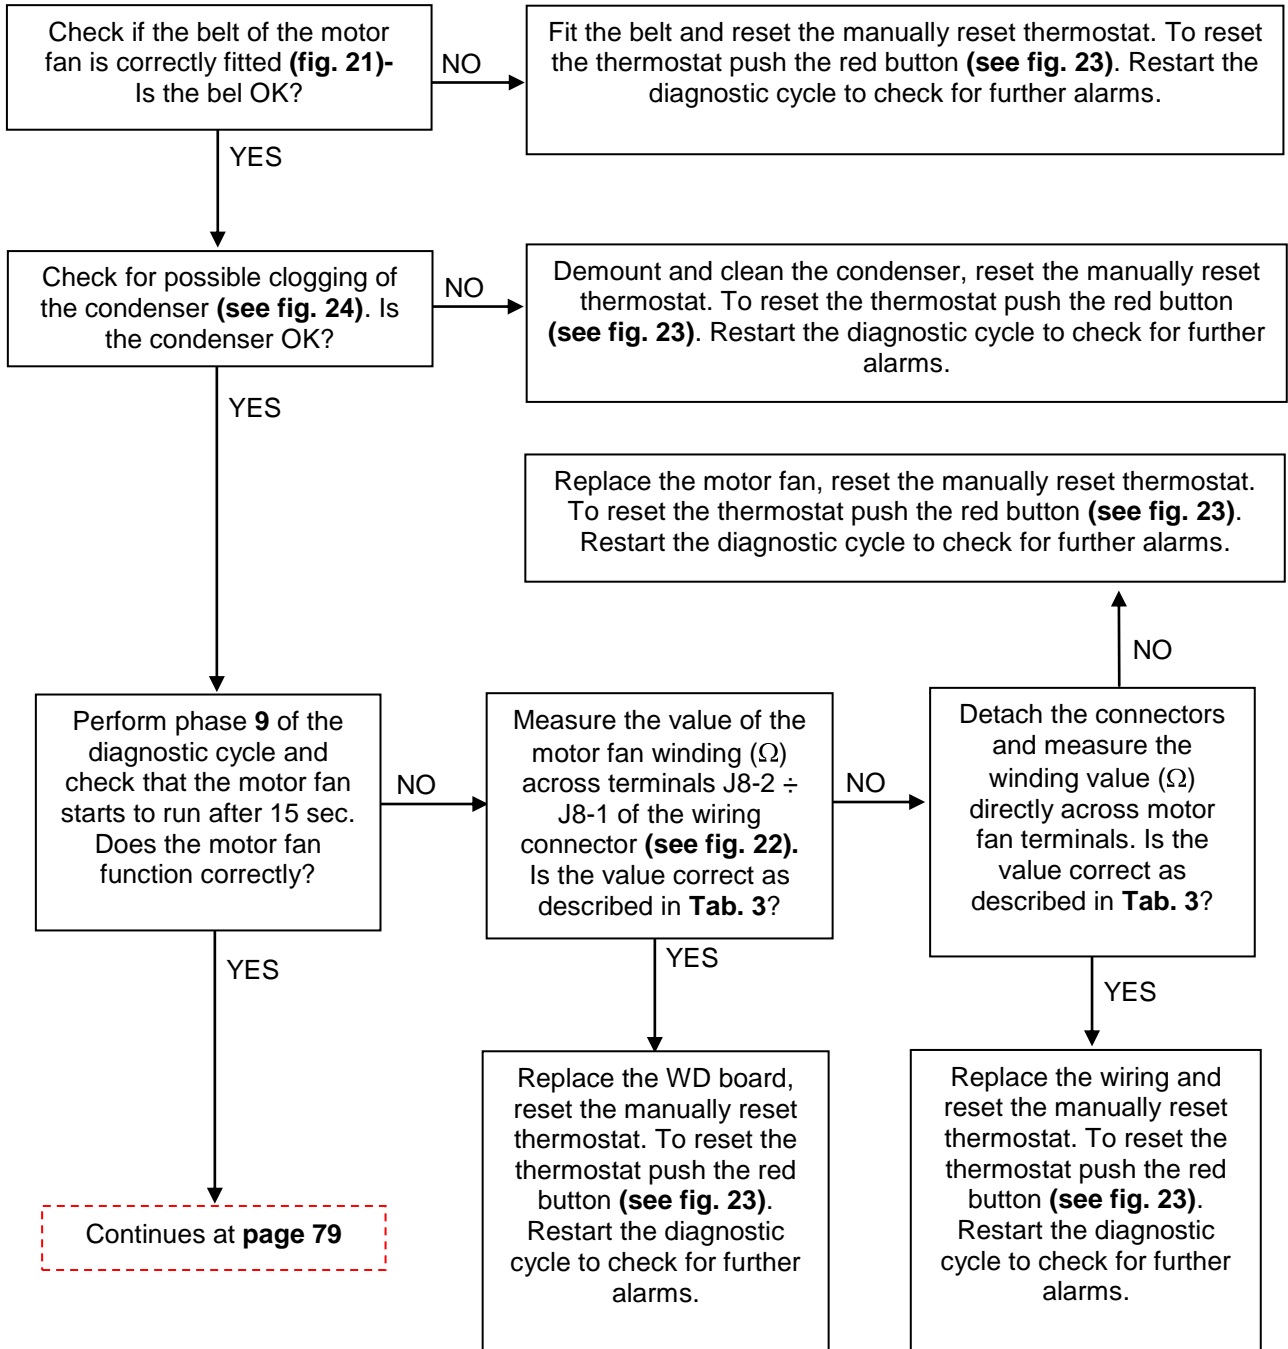 Check if the belt of the motor
fan is correctly fitted (fig. 21)-
Is the bel OK?
NO
Fit the belt and reset the manually reset thermostat. To reset
the thermostat push the red button (see fig. 23). Restart the
diagnostic cycle to check for further alarms.
YES
Check for possible clogging of
the condenser (see fig. 24). Is
the condenser OK?
NO
Demount and clean the condenser, reset the manually reset
thermostat. To reset the thermostat push the red button
(see fig. 23). Restart the diagnostic cycle to check for further
alarms.
YES
Replace the motor fan, reset the manually reset thermostat.
To reset the thermostat push the red button (see fig. 23).
Restart the diagnostic cycle to check for further alarms.
NO
Perform phase 9 of the
diagnostic cycle and
check that the motor fan
starts to run after 15 sec.
Does the motor fan
function correctly?
NO
Measure the value of the
motor fan winding (Ω)
across terminals J8-2 ÷
J8-1 of the wiring
connector (see fig. 22).
Is the value correct as
described in Tab. 3?
NO
Detach the connectors
and measure the
winding value (Ω)
directly across motor
fan terminals. Is the
value correct as
described in Tab. 3?
YES
YES
YES
Continues at page 79
Replace the WD board,
reset the manually reset
thermostat. To reset the
thermostat push the red
button (see fig. 23).
Restart the diagnostic
cycle to check for further
alarms.
Replace the wiring and
reset the manually reset
thermostat. To reset the
thermostat push the red
button (see fig. 23).
Restart the diagnostic
cycle to check for further
alarms.